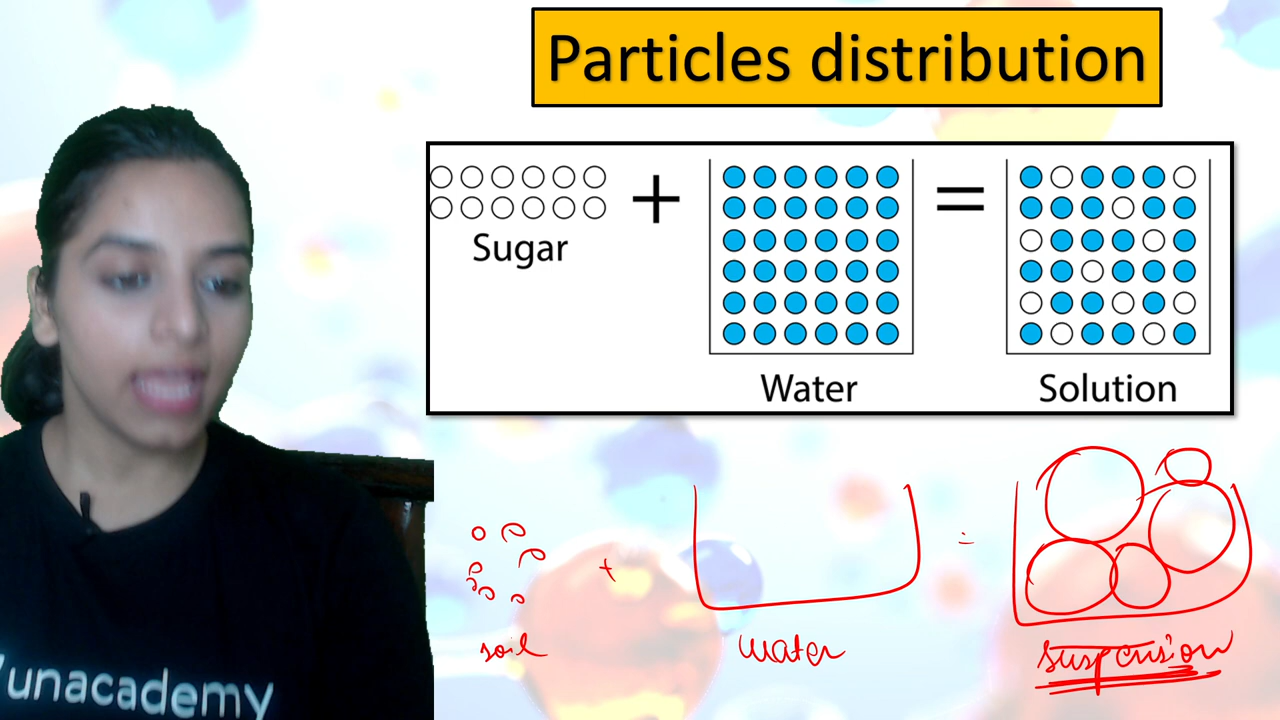 Particles distribution
+
=
Sugar
Water
Solution
+
=
soil
water
suspension
unacademy